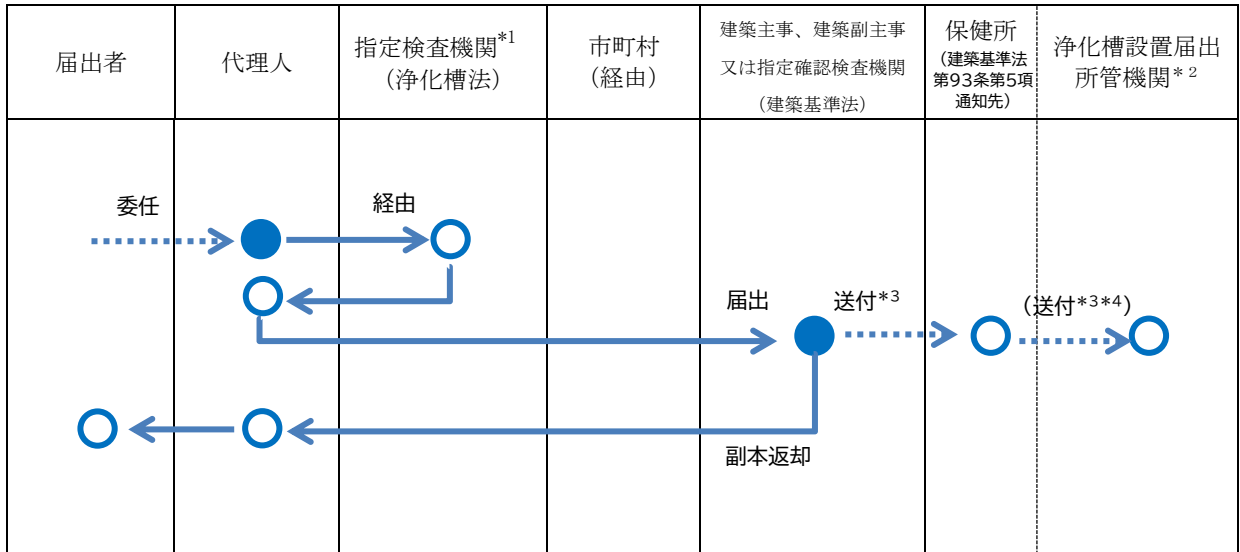 届出者
代理人
指定検査機関*1
（浄化槽法）
市町村
（経由）
建築主事、建築副主事
又は指定確認検査機関
（建築基準法）
保健所
（建築基準法
第93条第5項
通知先）
浄化槽設置届出
所管機関*2
委任
経由
届出
送付*3
（送付*3*4）
副本返却